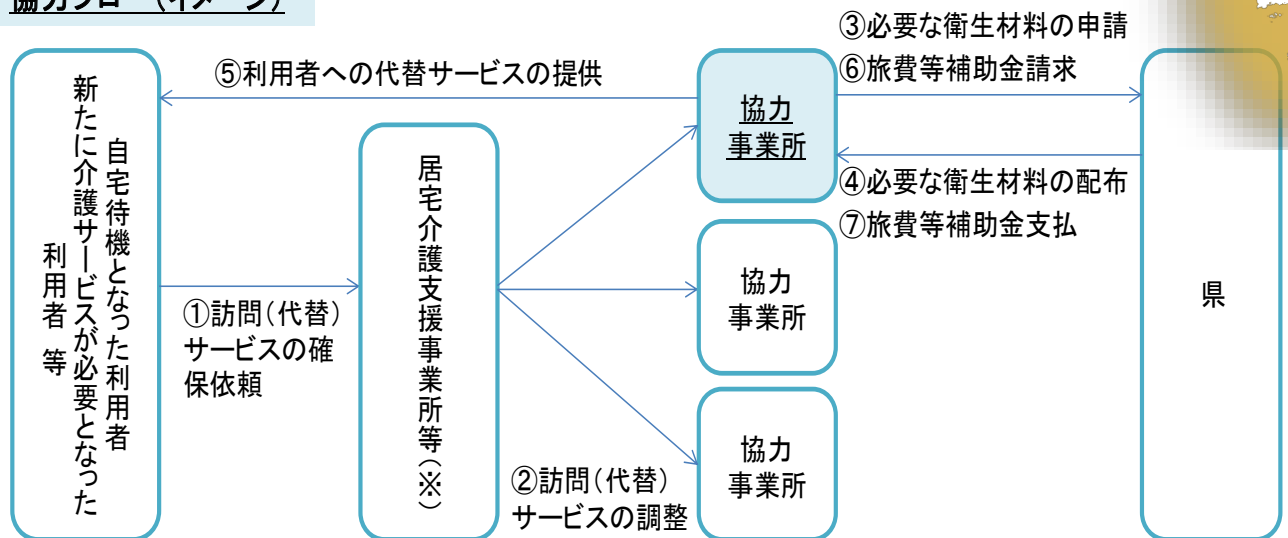 協力フロー(イメージ)
③必要な衛生材料の申請
⑥旅費等補助金請求
⑤利用者への代替サービスの提供
自宅待機となった利用者
新たに介護サービスが必要となった
利用者 等
①訪問(代替)
サービスの確
保依頼
居宅介護支援事業所等(※)
②訪問(代替)
サービスの調整
協力
事業所
協力
事業所
協力
事業所
④必要な衛生材料の配布
⑦旅費等補助金支払
県